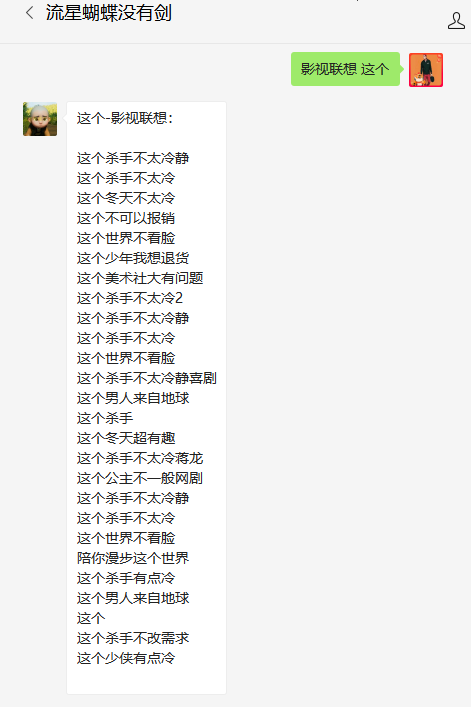 流星蝴蝶没有剑
影视联想 这个
这个-影视联想:
这个杀手不太冷静
这个杀手不太冷
这个冬天不太冷
这个不可以报销
这个世界不看脸
这个少年我想退货
这个美术社大有问题
这个杀手不太冷2
这个杀手不太冷静
这个杀手不太冷
这个世界不看脸
这个杀手不太冷静喜剧
这个男人来自地球
这个杀手
这个冬天超有趣
这个杀手不太冷蒋龙
这个公主不一般网剧
这个杀手不太冷静
这个杀手不太冷
这个世界不看脸
陪你漫步这个世界
这个杀手有点冷
这个男人来自地球
这个
这个杀手不改需求
这个少侠有点冷